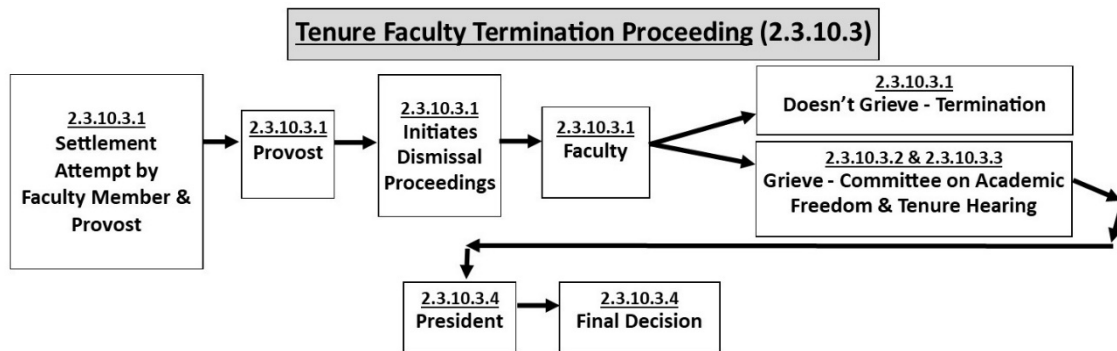 Tenure Faculty Termination Proceeding (2.3.10.3)
2.3.10.3.1
Settlement
Attempt by
Faculty Member &
Provost
2.3.10.3.1
Provost
2.3.10.3.1
Initiates
Dismissal
Proceedings
2.3.10.3.1
Faculty
2.3.10.3.1
Doesn't Grieve - Termination
2.3.10.3.2 & 2.3.10.3.3
Grieve - Committee on Academic
Freedom & Tenure Hearing
2.3.10.3.4
President
2.3.10.3.4
Final Decision